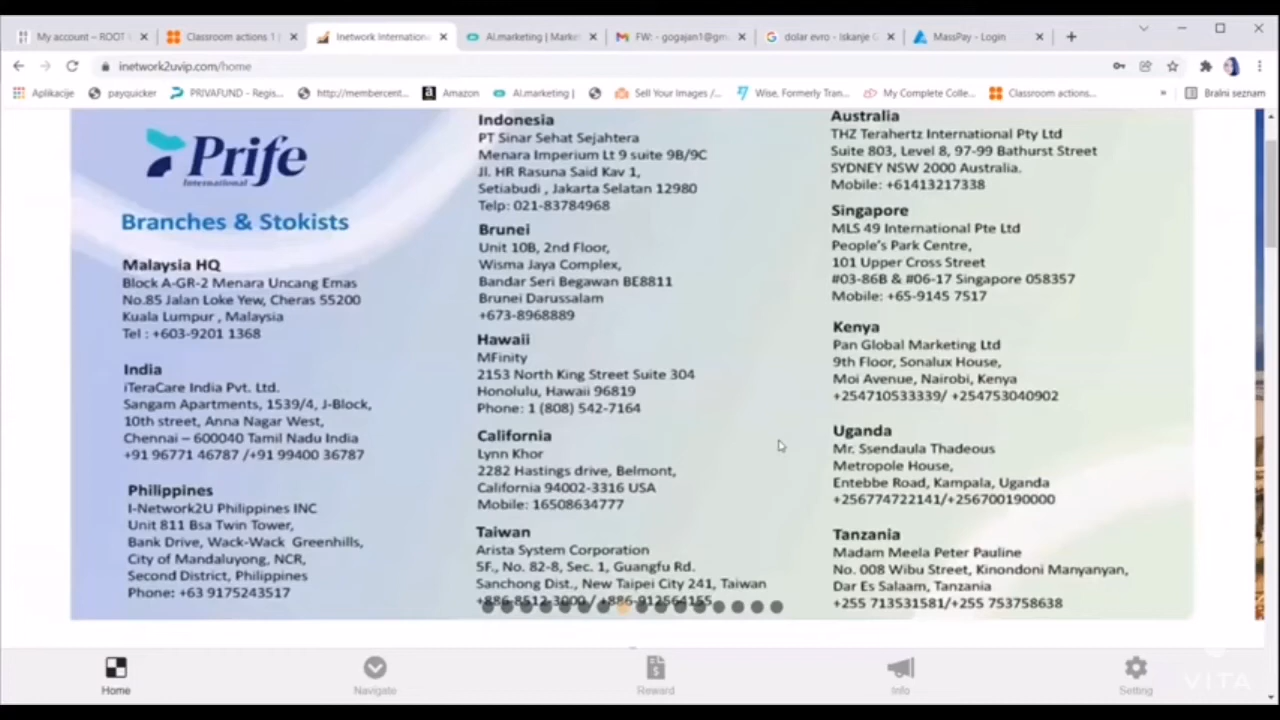 My account – ROOT
Classroom actions 1
Inetwork Internationa
AI.marketing | Marke
FW: - gogajan1@gm
dolar evro - Iskanje G
MassPay - Login
inetwork2uvip.com/home
Aplikacije
payquicker
PRIVAFUND - Regis...
http://membercent...
Amazon
AI.marketing |
Sell Your Images /...
Wise, Formerly Tran...
My Complete Colle...
Classroom actions...
»
Bralni seznam
Prife
International
Branches & Stokists
Malaysia HQ
Block A-GR-2 Menara Uncang Emas
No.85 Jalan Loke Yew, Cheras 55200
Kuala Lumpur , Malaysia
Tel : +603-9201 1368
India
iTeraCare India Pvt. Ltd.
Sangam Apartments, 1539/4, J-Block,
10th street, Anna Nagar West,
Chennai – 600040 Tamil Nadu India
+91 96771 46787 /+91 99400 36787
Philippines
I-Network2U Philippines INC
Unit 811 Bsa Twin Tower,
Bank Drive, Wack-Wack Greenhills,
City of Mandaluyong, NCR,
Second District, Philippines
Phone: +63 9175243517
Indonesia
PT Sinar Sehat Sejahtera
Menara Imperium Lt 9 suite 9B/9C
Jl. HR Rasuna Said Kav 1,
Setiabudi , Jakarta Selatan 12980
Telp: 021-83784968
Brunei
Unit 10B, 2nd Floor,
Wisma Jaya Complex,
Bandar Seri Begawan BE8811
Brunei Darussalam
+673-8968889
Hawaii
MFinity
2153 North King Street Suite 304
Honolulu, Hawaii 96819
Phone: 1 (808) 542-7164
California
Lynn Khor
2282 Hastings drive, Belmont,
California 94002-3316 USA
Mobile: 16508634777
Taiwan
Arista System Corporation
5F., No. 82-8, Sec. 1, Guangfu Rd.
Sanchong Dist., New Taipei City 241, Taiwan
+886-8512-3000 / +886-912564155
Australia
THZ Terahertz International Pty Ltd
Suite 803, Level 8, 97-99 Bathurst Street
SYDNEY NSW 2000 Australia.
Mobile: +61413217338
Singapore
MLS 49 International Pte Ltd
People's Park Centre,
101 Upper Cross Street
#03-86B & #06-17 Singapore 058357
Mobile: +65-9145 7517
Kenya
Pan Global Marketing Ltd
9th Floor, Sonalux House,
Moi Avenue, Nairobi, Kenya
+254710533339/ +254753040902
Uganda
Mr. Ssendaula Thadeous
Metropole House,
Entebbe Road, Kampala, Uganda
+256774722141/+256700190000
Tanzania
Madam Meela Peter Pauline
No. 008 Wibu Street, Kinondoni Manyanyan,
Dar Es Salaam, Tanzania
+255 713531581/+255 753758638
Home
Navigate
Reward
Info
Setting
VITA